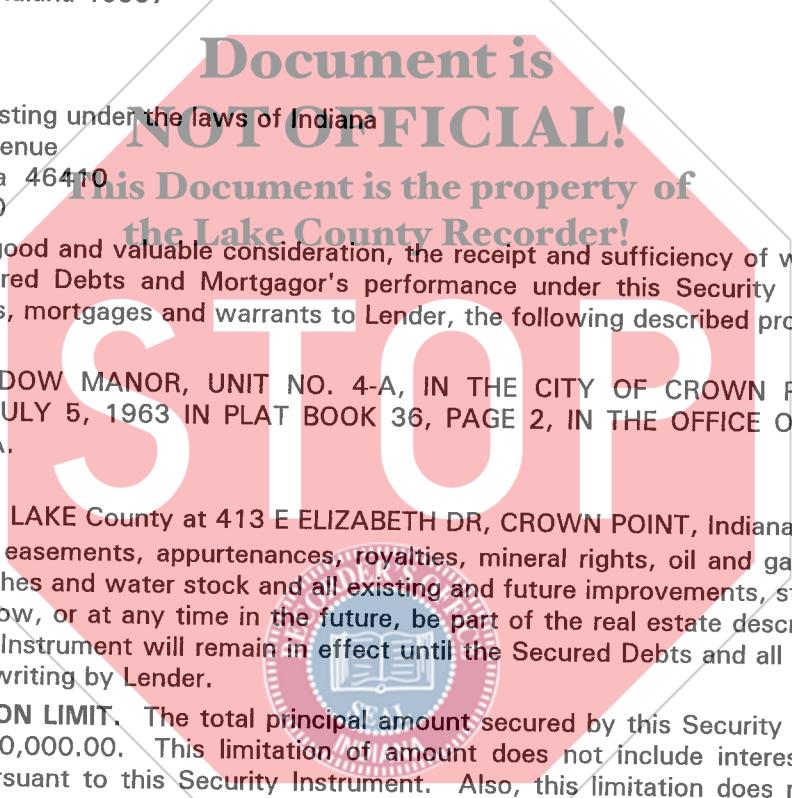 Document is
NOT OFFICIAL!
This Document is the property of
the Lake County Recorder!
sting under the laws of Indiana
enue
a 46410
0
good and valuable consideration, the receipt and sufficiency of w
red Debts and Mortgagor's performance under this Security
s, mortgages and warrants to Lender, the following described pro
DOW MANOR, UNIT NO. 4-A, IN THE CITY OF CROWN P
ULY 5, 1963 IN PLAT BOOK 36, PAGE 2, IN THE OFFICE O
A.
STOP
LAKE County at 413 E ELIZABETH DR, CROWN POINT, Indiana
easements, appurtenances, royalties, mineral rights, oil and ga
hes and water stock and all existing and future improvements, st
ow, or at any time in the future, be part of the real estate descr
Instrument will remain in effect until the Secured Debts and all
writing by Lender.
ON LIMIT. The total principal amount secured by this Security
0,000.00. This limitation of amount does not include interes
rsuant to this Security Instrument. Also, this limitation does n
SEAL
INDIANA